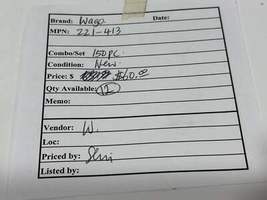 Brand: Wago Date:
MPN: 221-413
Combo/Set 150pc.
Condition: New
Price: $ $60.00
Qty Available: 12
Memo:
Vendor: W.
Loc:
Priced by:
Listed by: